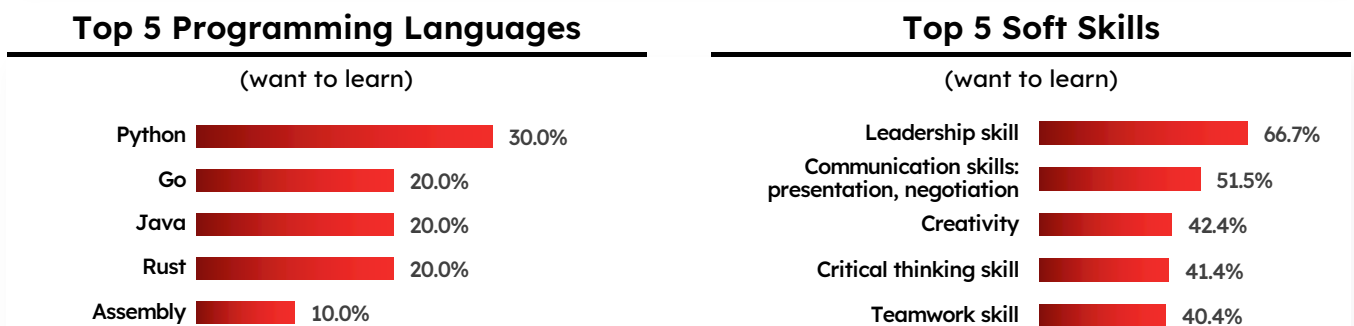 Top 5 Programming Languages
(want to learn)
Python 30.0%
Go 20.0%
Java 20.0%
Rust 20.0%
Assembly 10.0%
Top 5 Soft Skills
(want to learn)
Leadership skill 66.7%
Communication skills:
presentation, negotiation 51.5%
Creativity 42.4%
Critical thinking skill 41.4%
Teamwork skill 40.4%